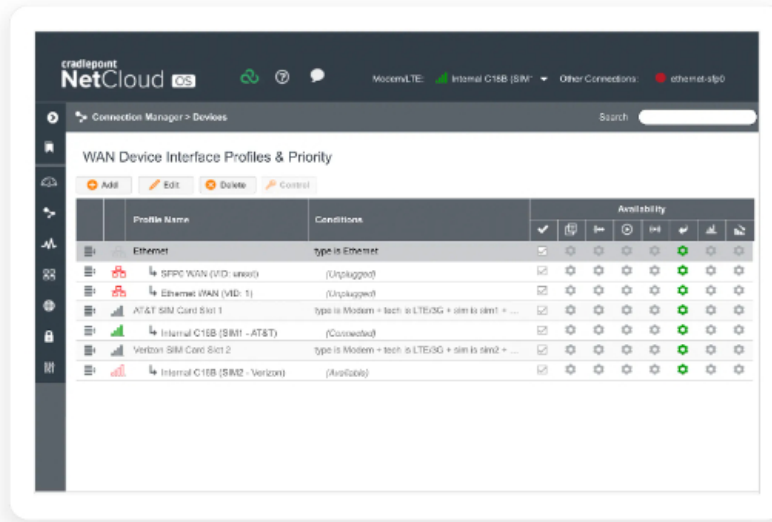 cradlepoint
NetCloud OS
Modem/LTE: Internal C16B (SIM1 Other Connections: ethernet-sfp0
Connection Manager > Devices
Search
WAN Device Interface Profiles & Priority
Add Edit Delete Control
Availability
Profile Name Conditions
Ethernet type is Ethernet
SFP0 WAN (VID: unset) (Unplugged)
Ethernet WAN (VID: 1) (Unplugged)
AT&T SIM Card Slot 1 type is Modem + tech is LTE/3G + sim is sim1 + ...
Internal C16B (SIM1 - AT&T) (Connected)
Verizon SIM Card Slot 2 type is Modem + tech is LTE/3G + sim is sim2 + ...
Internal C16B (SIM2 - Verizon) (Available)